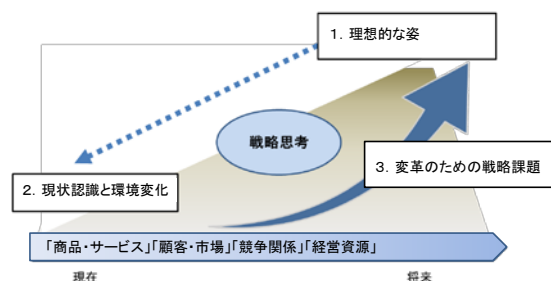 1．理想的な姿
戦略思考
3．変革のための戦略課題
2．現状認識と環境変化
「商品・サービス」「顧客・市場」「競争関係」「経営資源」
現在
将来